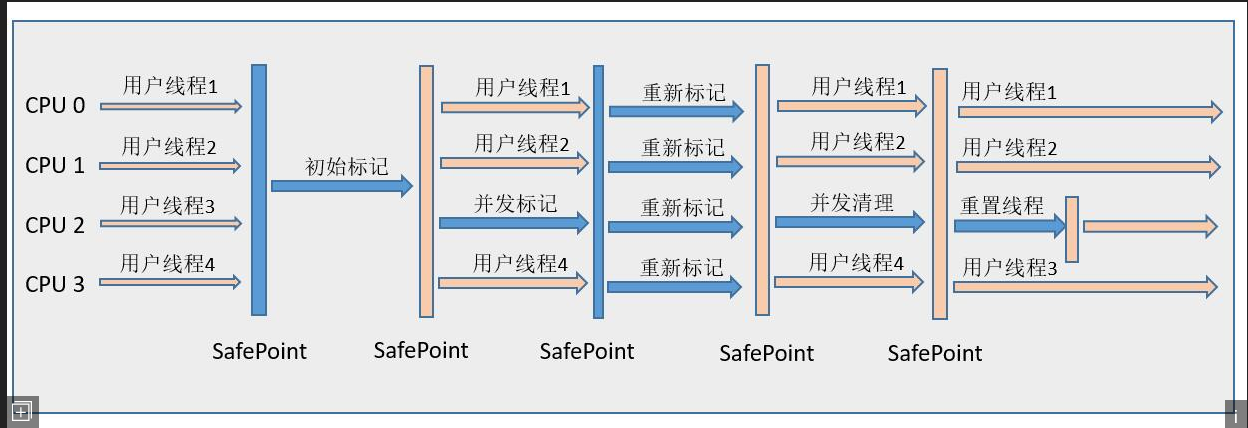 CPU 0 用户线程1 用户线程1 重新标记 用户线程1 用户线程1
CPU 1 用户线程2 初始标记 用户线程2 重新标记 用户线程2 用户线程2
CPU 2 用户线程3 并发标记 重新标记 并发清理 重置线程
CPU 3 用户线程4 用户线程4 重新标记 用户线程4 用户线程3
SafePoint SafePoint SafePoint SafePoint SafePoint